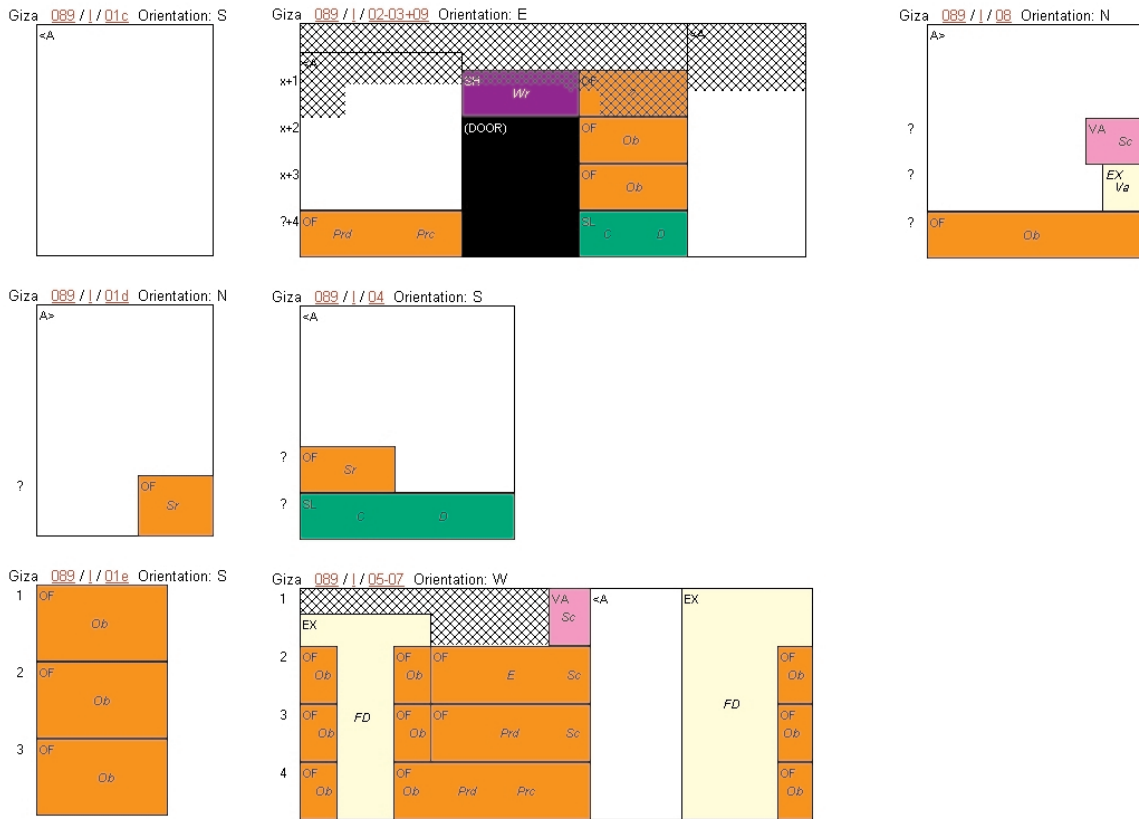 Giza 089 / I / 01c Orientation: S
<A
Giza 089 / I / 02-03+09 Orientation: E
<A
<A
x+1
SH
Wr
OF
?
x+2
(DOOR)
OF
Ob
x+3
OF
Ob
?+4
OF
Prd Prc
SL
C D
Giza 089 / I / 08 Orientation: N
A>
?
VA
Sc
?
EX
Va
?
OF
Ob
Giza 089 / I / 01d Orientation: N
A>
?
OF
Sr
Giza 089 / I / 04 Orientation: S
<A
?
OF
Sr
?
SL
C D
Giza 089 / I / 01e Orientation: S
1
OF
Ob
2
OF
Ob
3
OF
Ob
Giza 089 / I / 05-07 Orientation: W
1
VA
Sc
<A
EX
EX
2
OF
Ob
OF
Ob
OF
E Sc
OF
Ob
FD
FD
3
OF
Ob
OF
Ob
OF
Prd Sc
OF
Ob
4
OF
Ob
OF
Ob Prd Prc
OF
Ob